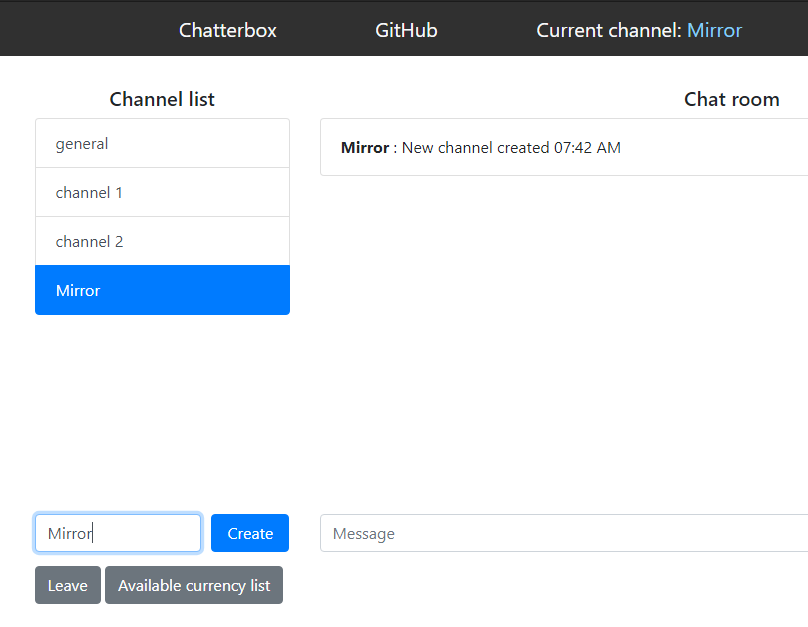 Chatterbox GitHub Current channel: Mirror
Channel list
general
channel 1
channel 2
Mirror
Chat room
Mirror : New channel created 07:42 AM
Mirror Create
Message
Leave Available currency list